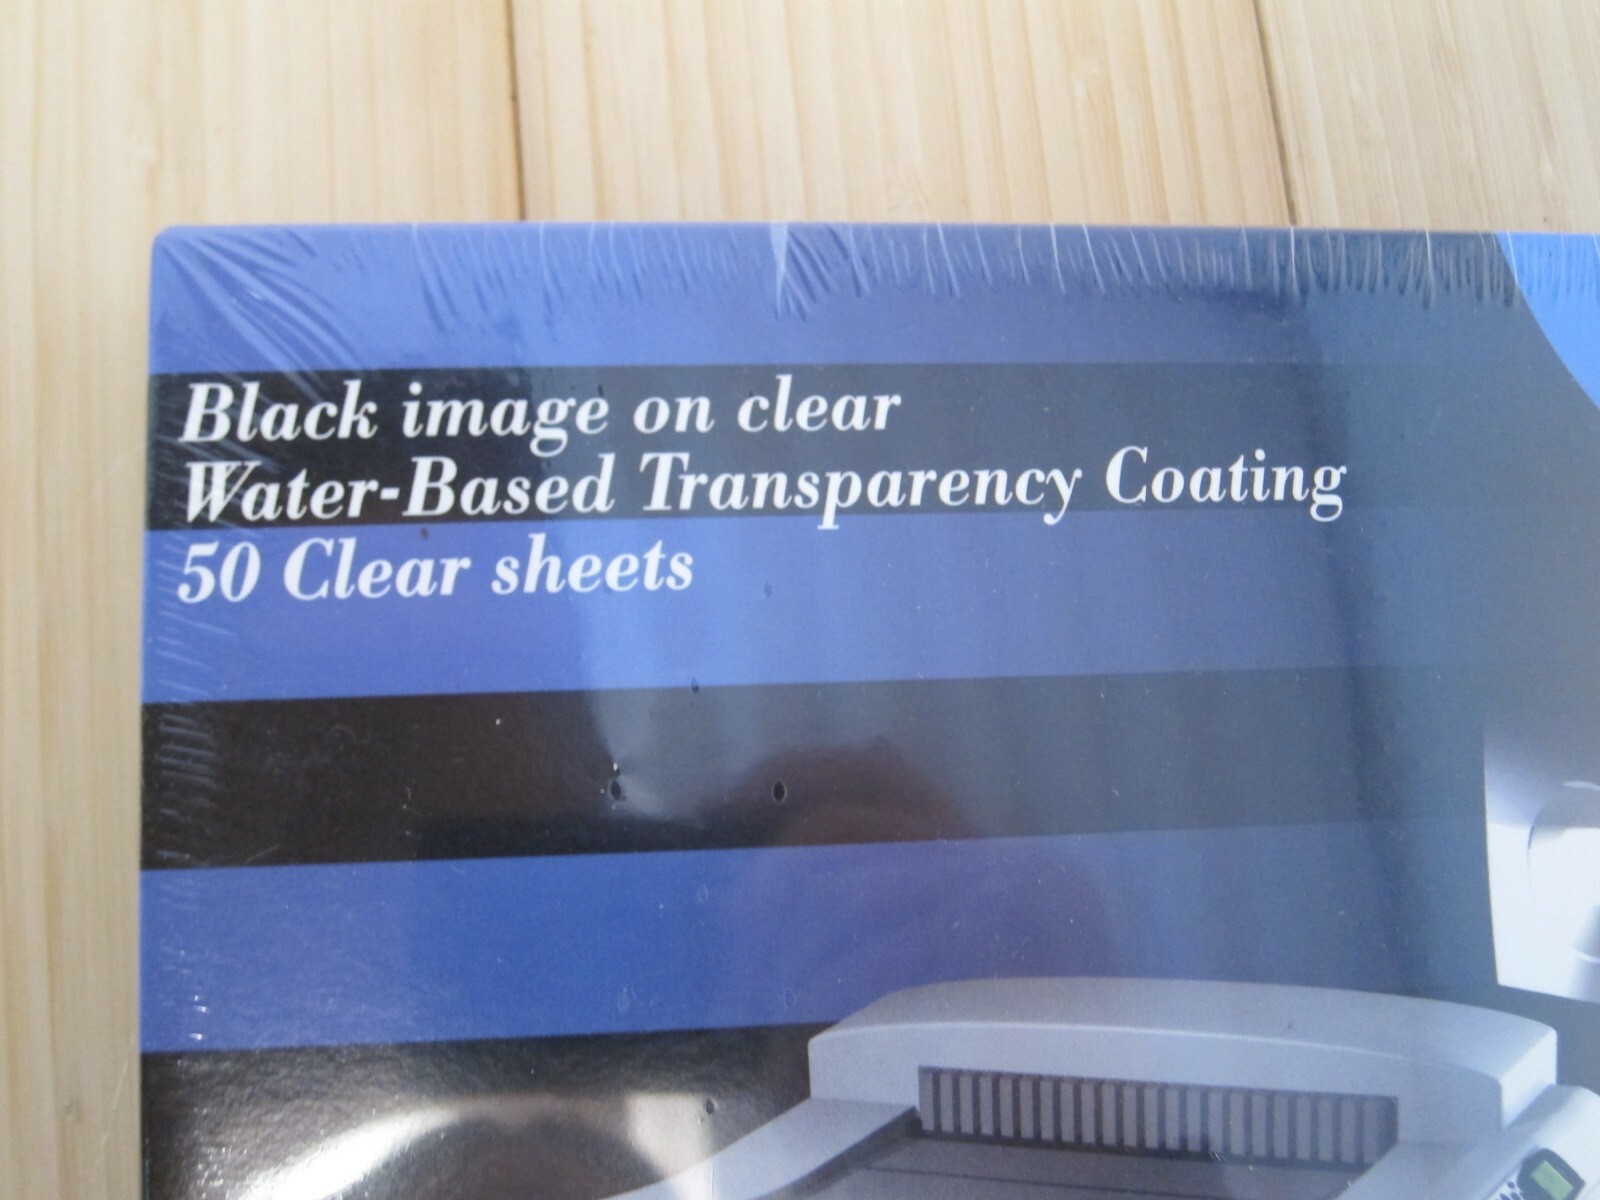 Black image on clear
Water-Based Transparency Coating
50 Clear sheets